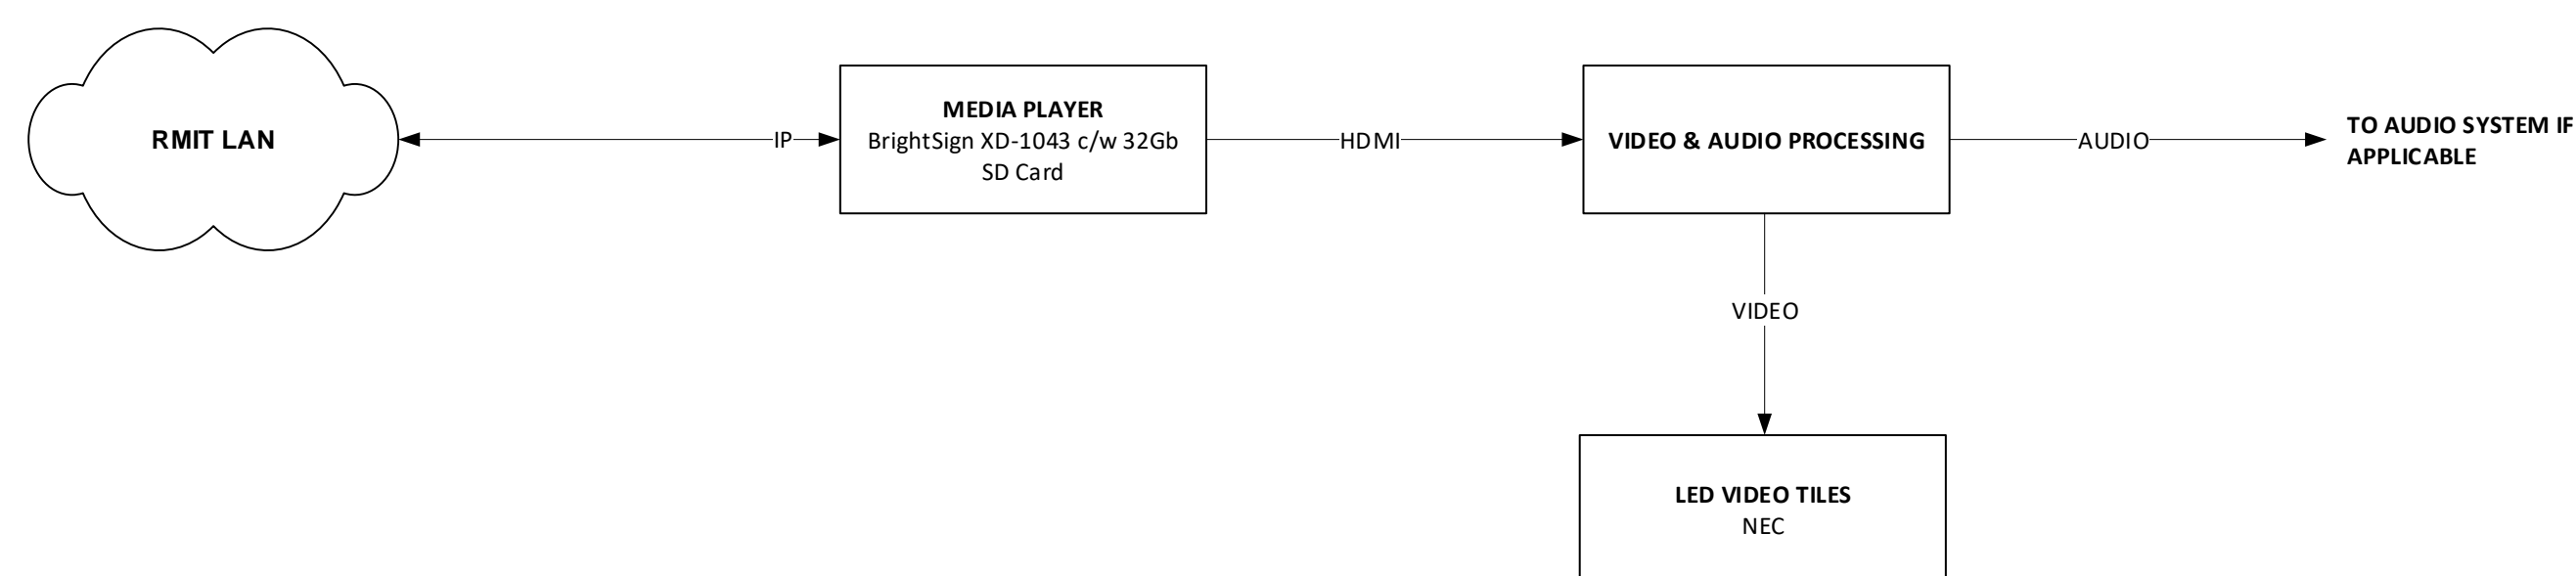 RMIT LAN
IP
MEDIA PLAYER
BrightSign XD-1043 c/w 32Gb
SD Card
HDMI
VIDEO & AUDIO PROCESSING
AUDIO
TO AUDIO SYSTEM IF
APPLICABLE
VIDEO
LED VIDEO TILES
NEC